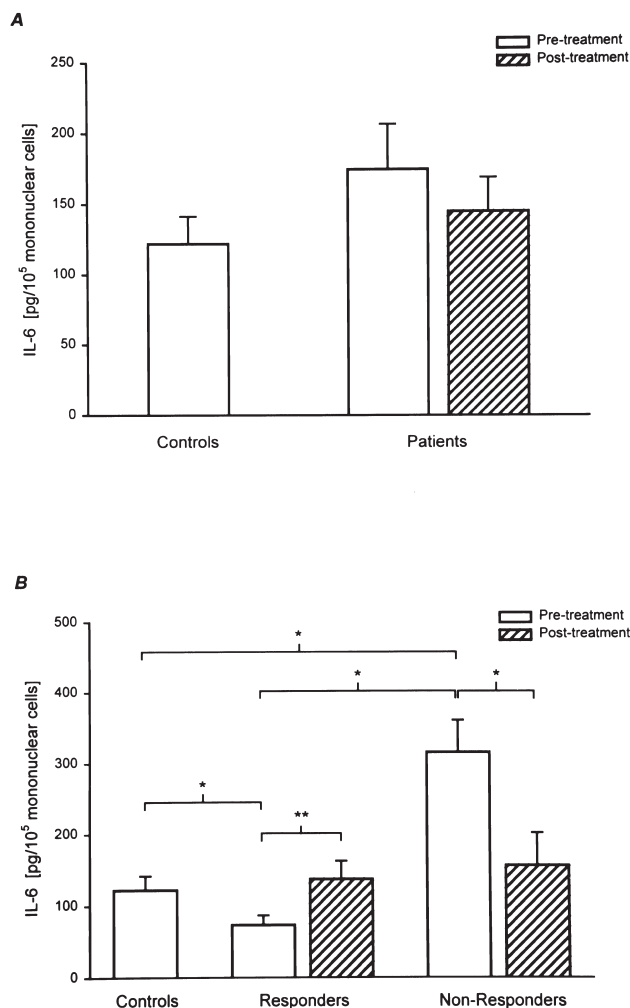 A
Pre-treatment
Post-treatment
250
200
150
100
50
0
IL-6 [pg/10⁵ mononuclear cells]
Controls
Patients
B
Pre-treatment
Post-treatment
500
400
300
200
100
0
IL-6 [pg/10⁵ mononuclear cells]
*
*
*
*
**
Controls
Responders
Non-Responders